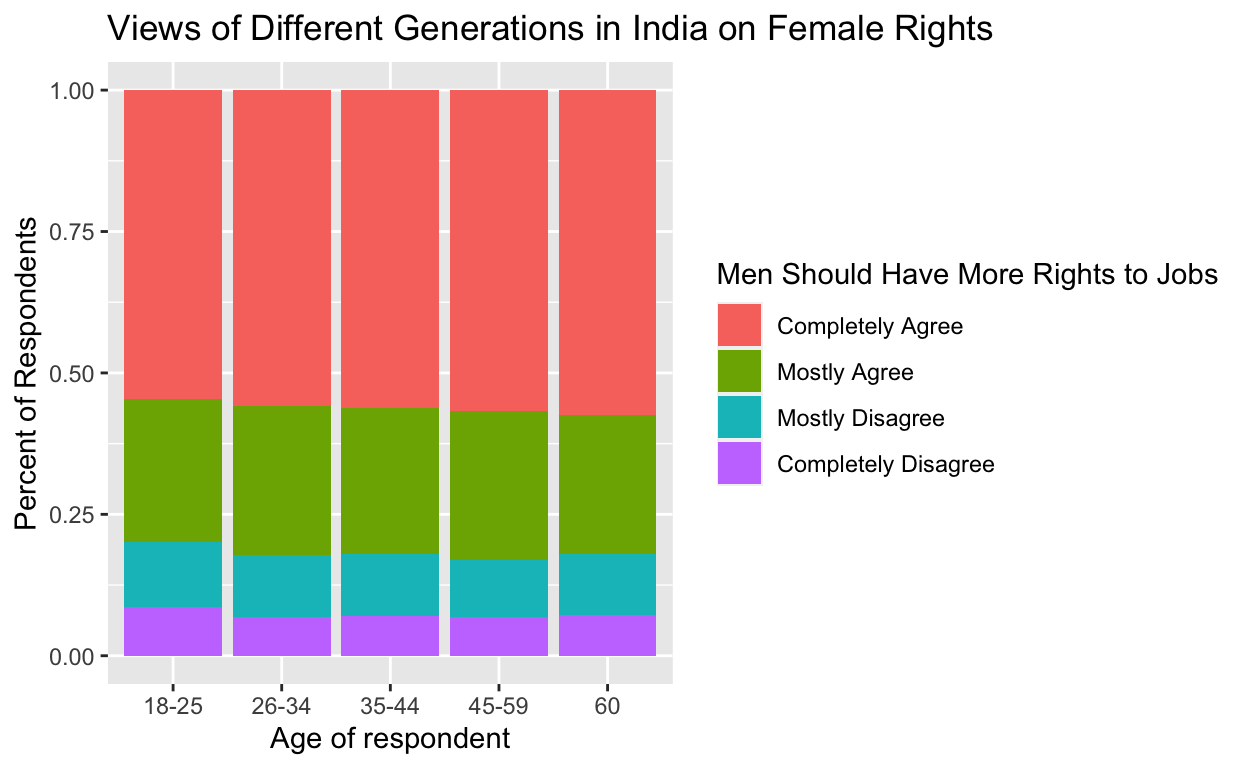 Views of Different Generations in India on Female Rights
1.00
0.75
0.50
0.25
0.00
Percent of Respondents
18-25 26-34 35-44 45-59 60
Age of respondent
Men Should Have More Rights to Jobs
Completely Agree
Mostly Agree
Mostly Disagree
Completely Disagree